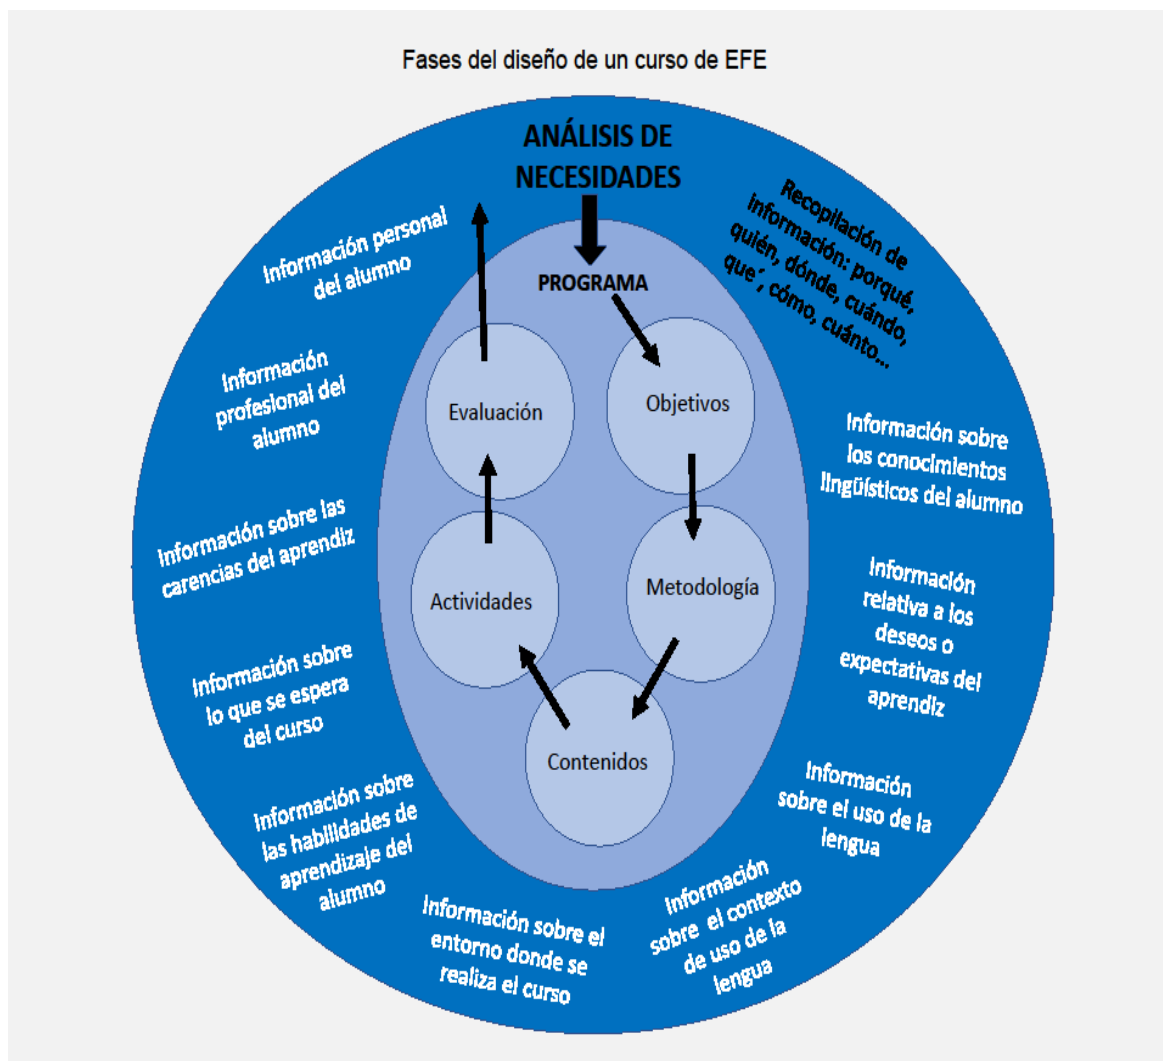 Fases del diseño de un curso de EFE
ANÁLISIS DE
NECESIDADES
PROGRAMA
Objetivos
Metodología
Contenidos
Actividades
Evaluación
Recopilación de
información: porqué,
quién, dónde, cuándo,
que´, cómo, cuánto...
Información sobre
los conocimientos
lingüísticos del alumno
Información
relativa a los
deseos o
expectativas del
aprendiz
Información
sobre el uso de la
lengua
Información
sobre el contexto
de uso de la
lengua
Información sobre el
entorno donde se
realiza el curso
Información sobre
las habilidades de
aprendizaje del
alumno
Información sobre
lo que se espera
del curso
Información sobre las
carencias del aprendiz
Información
profesional del
alumno
Información personal
del alumno